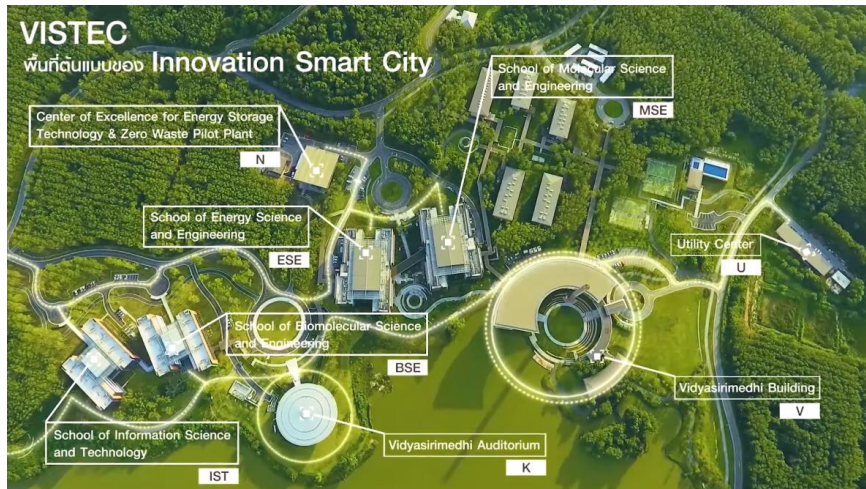 VISTEC
พื้นที่ต้นแบบของ Innovation Smart City
School of Molecular Science
and Engineering
MSE
Center of Excellence for Energy Storage
Technology & Zero Waste Pilot Plant
N
School of Energy Science
and Engineering
ESE
Utility Center
U
School of Biomolecular Science
and Engineering
BSE
Vidyasirimedhi Building
V
School of Information Science
and Technology
IST
Vidyasirimedhi Auditorium
K